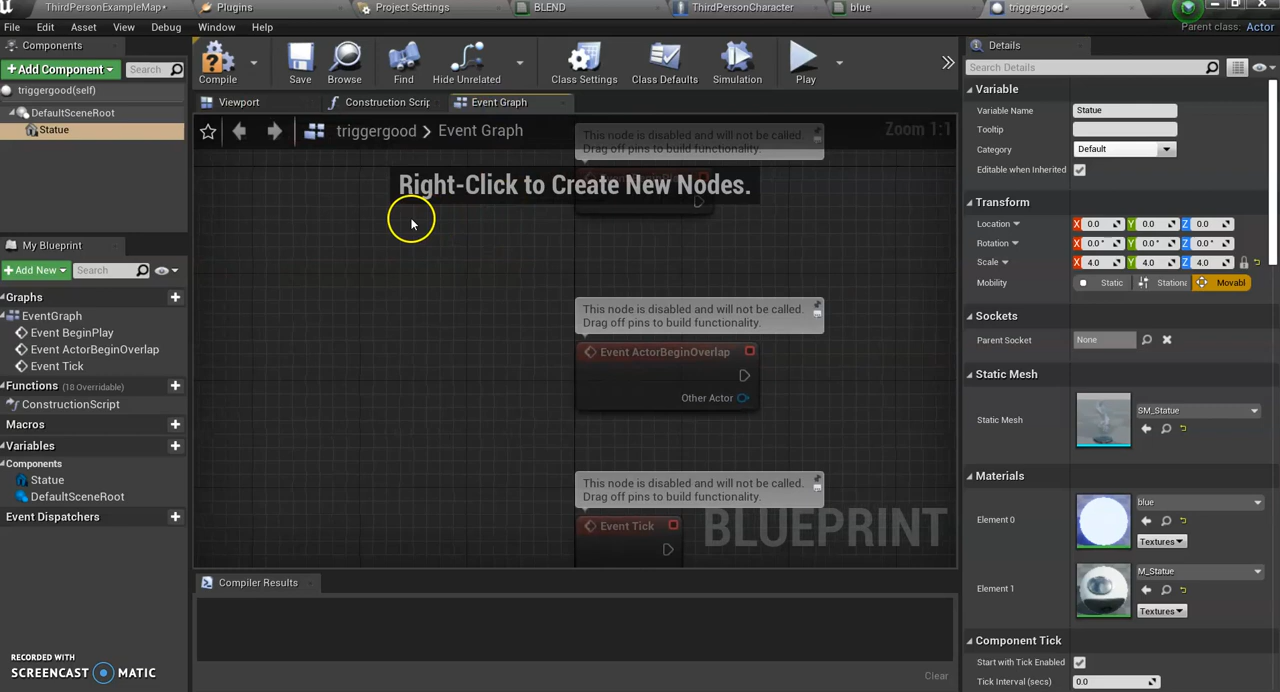 ThirdPersonExampleMap*
Plugins
Project Settings
BLEND
ThirdPersonCharacter
blue
triggergood*
File Edit Asset View Debug Window Help
Parent class: Actor
Components
+Add Component
Search
triggergood(self)
DefaultSceneRoot
Statue
Compile
Save
Browse
Find
Hide Unrelated
Class Settings
Class Defaults
Simulation
Play
Viewport
Construction Scrip
Event Graph
triggergood > Event Graph
Zoom 1:1
This node is disabled and will not be called.
Drag off pins to build functionality.
Right-Click to Create New Nodes.
This node is disabled and will not be called.
Drag off pins to build functionality.
Event ActorBeginOverlap
Other Actor
This node is disabled and will not be called.
Drag off pins to build functionality.
Event Tick
BLUEPRINT
My Blueprint
+Add New
Search
Graphs
EventGraph
Event BeginPlay
Event ActorBeginOverlap
Event Tick
Functions (18 Overridable)
ConstructionScript
Macros
Variables
Components
Statue
DefaultSceneRoot
Event Dispatchers
RECORDED WITH
SCREENCAST MATIC
Compiler Results
Clear
Details
Search Details
Variable
Variable Name Statue
Tooltip
Category Default
Editable when Inherited
Transform
Location X 0.0 Y 0.0 Z 0.0
Rotation X 0.0° Y 0.0° Z 0.0°
Scale X 4.0 Y 4.0 Z 4.0
Mobility Static Stationa Movabl
Sockets
Parent Socket None
Static Mesh
Static Mesh SM_Statue
Materials
Element 0 blue
Textures
Element 1 M_Statue
Textures
Component Tick
Start with Tick Enabled
Tick Interval (secs) 0.0